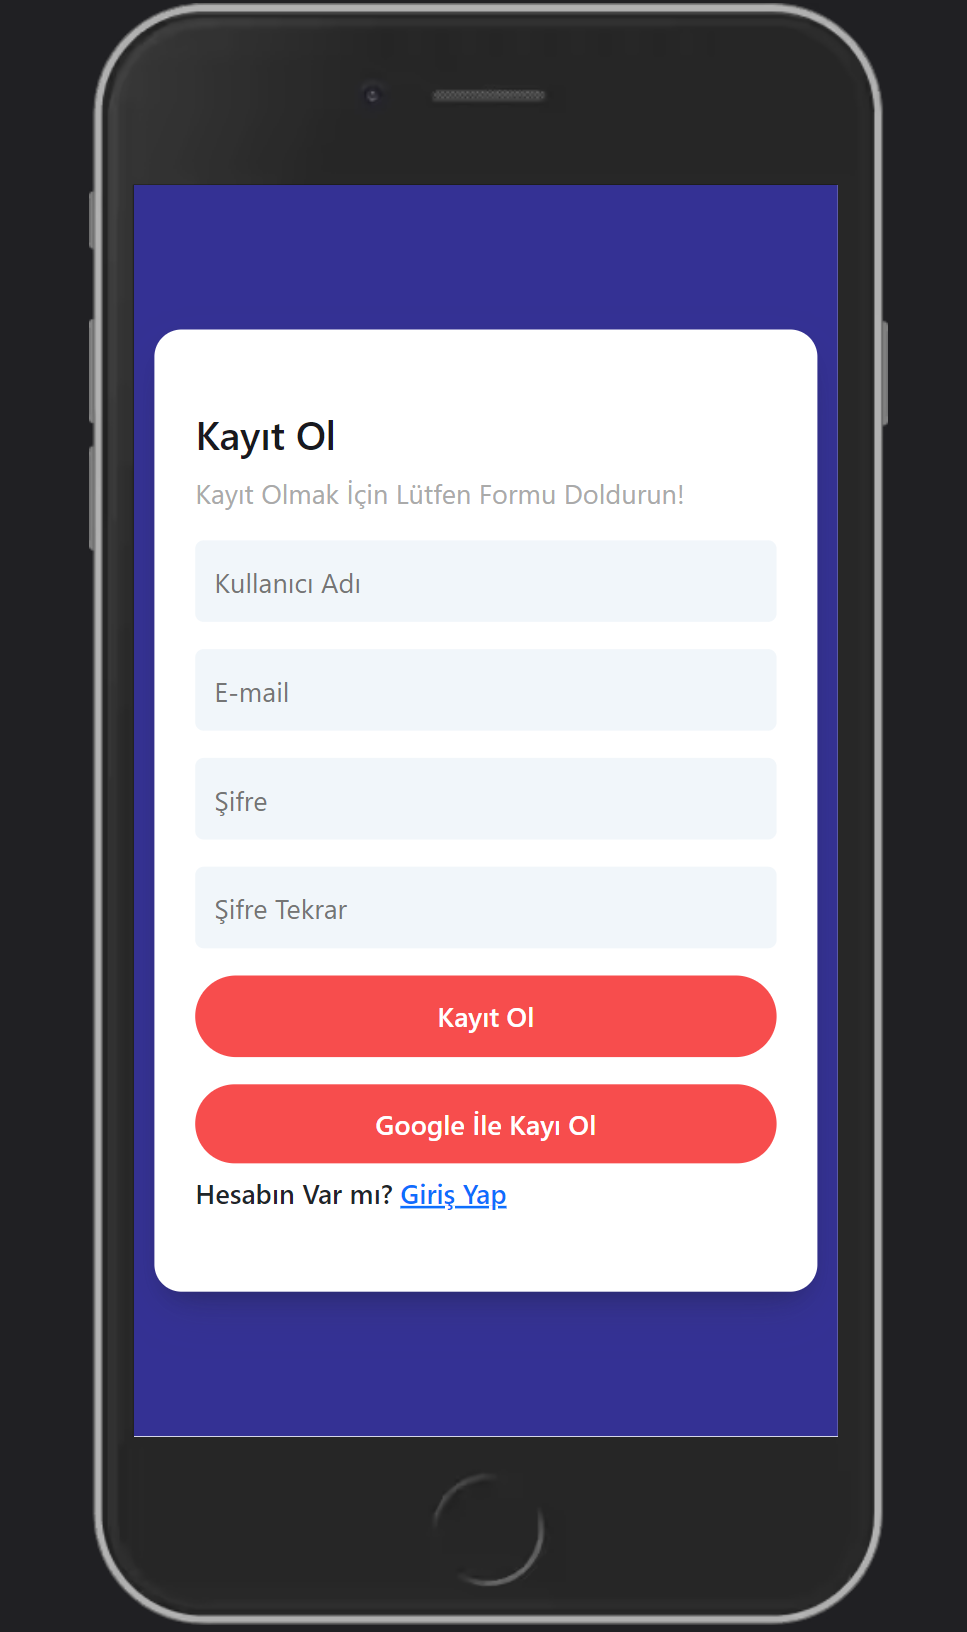 Kayıt Ol
Kayıt Olmak İçin Lütfen Formu Doldurun!
Kullanıcı Adı
E-mail
Şifre
Şifre Tekrar
Kayıt Ol
Google İle Kayı Ol
Hesabın Var mı? Giriş Yap